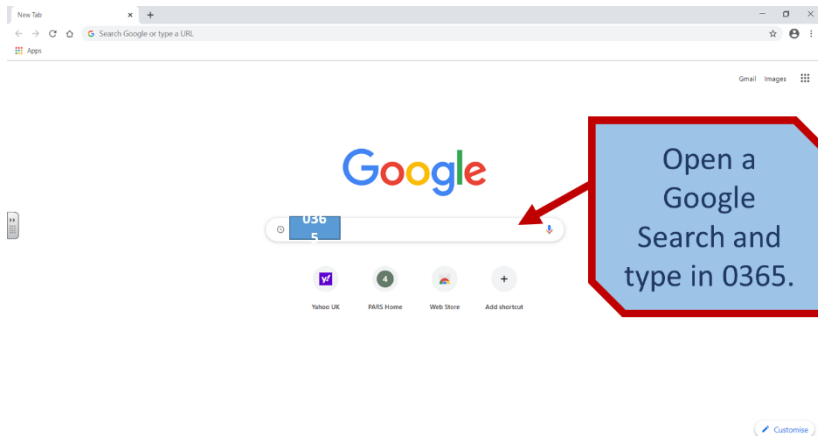 New Tab
Search Google or type a URL
Apps
Gmail Images
Google
Open a
Google
Search and
type in 0365.
036
5
4
Yahoo UK PARS Home Web Store Add shortcut
Customise